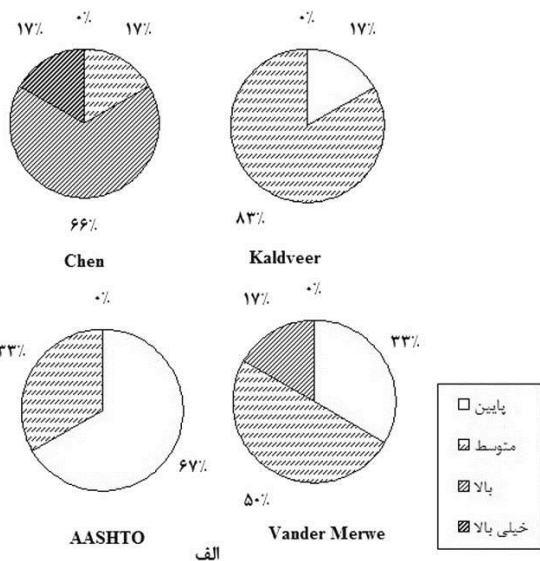 ۰٪
۱۷٪
۱۷٪
۶۶٪
Chen
۰٪
۱۷٪
۸۳٪
Kaldveer
۰٪
۳۳٪
۶۷٪
AASHTO
۰٪
۱۷٪
۳۳٪
۵۰٪
Vander Merwe
پایین
متوسط
بالا
خیلی بالا
الف